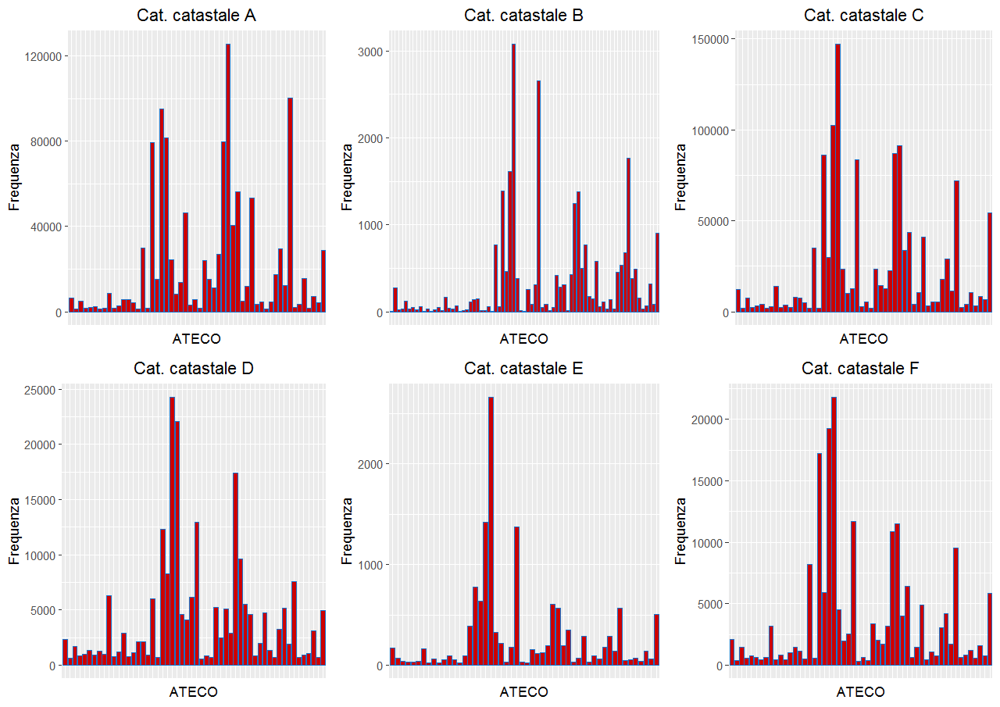 Cat. catastale A
Frequenza
120000
80000
40000
0
ATECO
Cat. catastale B
Frequenza
3000
2000
1000
0
ATECO
Cat. catastale C
Frequenza
150000
100000
50000
0
ATECO
Cat. catastale D
Frequenza
25000
20000
15000
10000
5000
0
ATECO
Cat. catastale E
Frequenza
2000
1000
0
ATECO
Cat. catastale F
Frequenza
20000
15000
10000
5000
0
ATECO